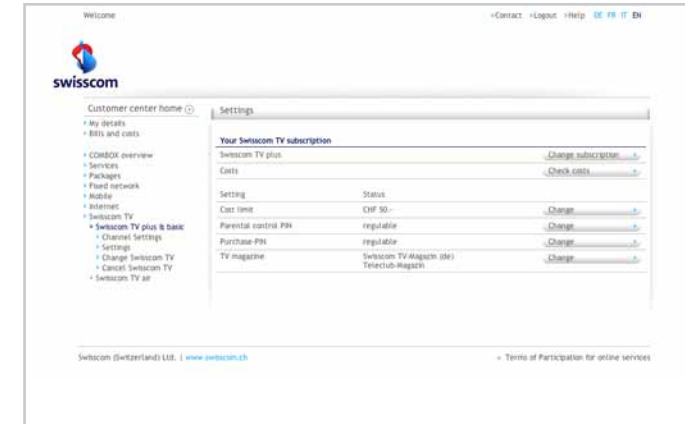 Welcome
Contact Logout Help DE FR IT EN
swisscom
Customer center home
Settings
My details
Bills and costs
Your Swisscom TV subscription
Swisscom TV plus
Change subscription
COMBOX overview
Services
Costs
Check costs
Packages
Fixed network
Mobile
Setting
Status
Internet
Swisscom TV
Cost limit
CHF 50.-
Change
Swisscom TV plus & basic
Parental control PIN
regulable
Change
Channel Settings
Settings
Purchase-PIN
regulable
Change
Change Swisscom TV
Cancel Swisscom TV
TV magazine
Swisscom TV-Magazin (de)
Teleclub-Magazin
Change
Swisscom TV air
Swisscom (Switzerland) Ltd. | www.swisscom.ch
Terms of Participation for online services